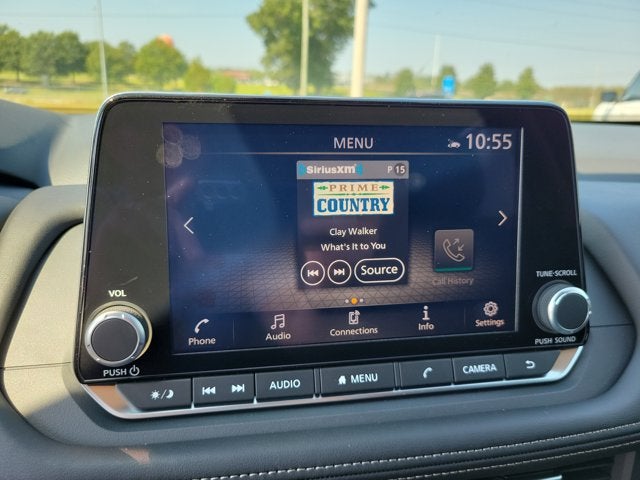 MENU
10:55
SiriusXM
P 15
PRIME
COUNTRY
Clay Walker
What's It to You
Source
Call History
Phone
Audio
Connections
Info
Settings
VOL
PUSH
TUNE·SCROLL
PUSH SOUND
AUDIO
MENU
CAMERA